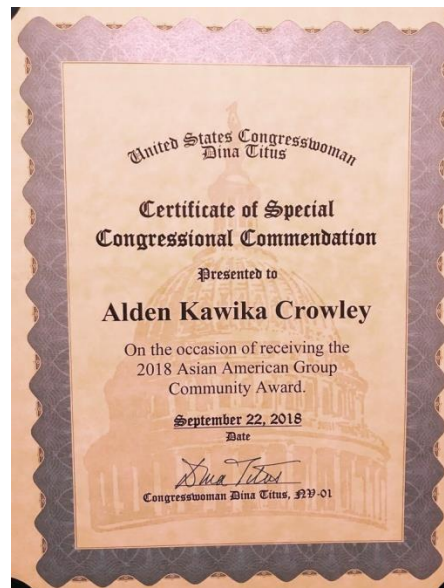 United States Congresswoman
Dina Titus
Certificate of Special
Congressional Commendation
Presented to
Alden Kawika Crowley
On the occasion of receiving the
2018 Asian American Group
Community Award.
September 22, 2018
Date
Dina Titus
Congresswoman Dina Titus, NV-01